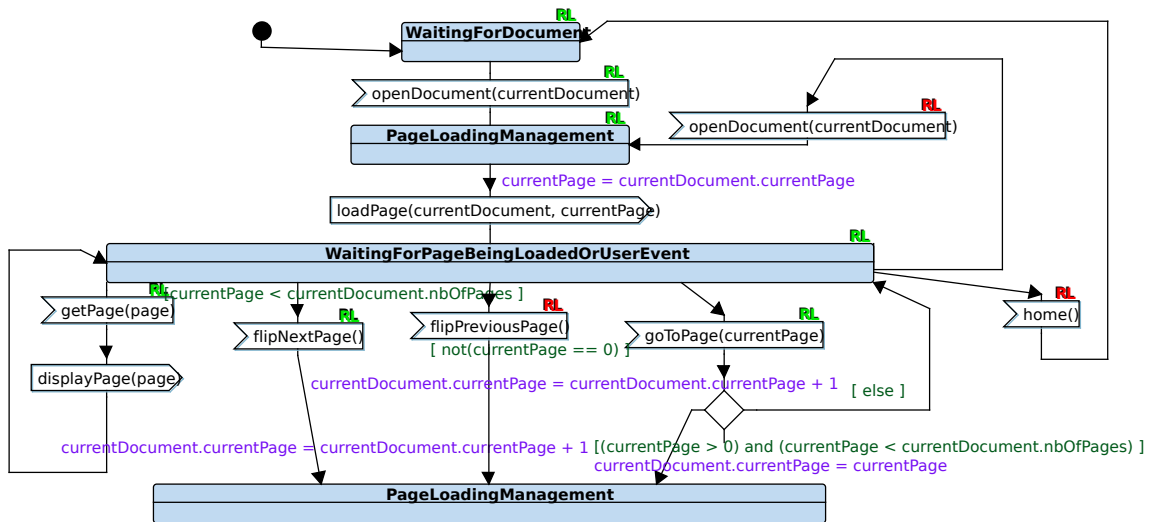 RL
WaitingForDocument
RL
openDocument(currentDocument)
RL
openDocument(currentDocument)
RL
PageLoadingManagement
currentPage = currentDocument.currentPage
loadPage(currentDocument, currentPage)
RL
WaitingForPageBeingLoadedOrUserEvent
RL
[currentPage < currentDocument.nbOfPages ]
getPage(page)
RL
flipNextPage()
RL
flipPreviousPage()
RL
goToPage(currentPage)
RL
home()
[ not(currentPage == 0) ]
displayPage(page)
currentDocument.currentPage = currentDocument.currentPage + 1
[ else ]
currentDocument.currentPage = currentDocument.currentPage + 1
[(currentPage > 0) and (currentPage < currentDocument.nbOfPages) ]
currentDocument.currentPage = currentPage
PageLoadingManagement